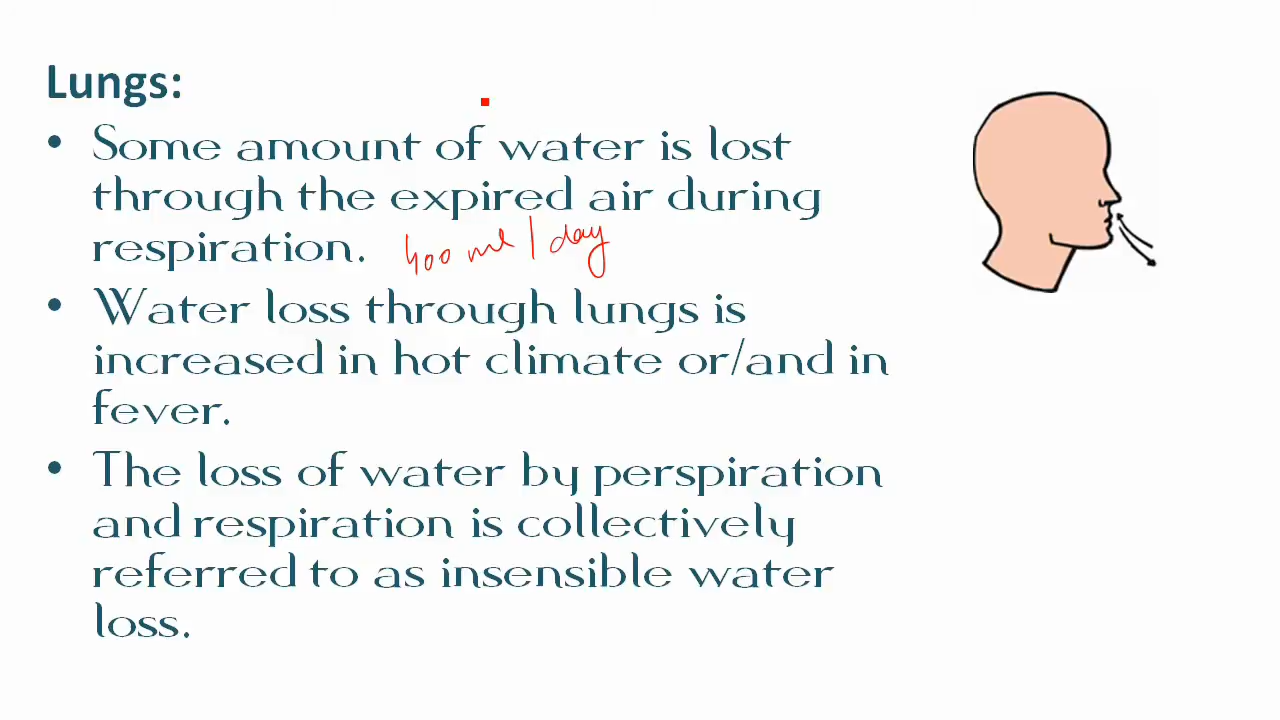 Lungs:
• Some amount of water is lost
through the expired air during
respiration. 400 ml / day
• Water loss through lungs is
increased in hot climate or/and in
fever.
• The loss of water by perspiration
and respiration is collectively
referred to as insensible water
loss.